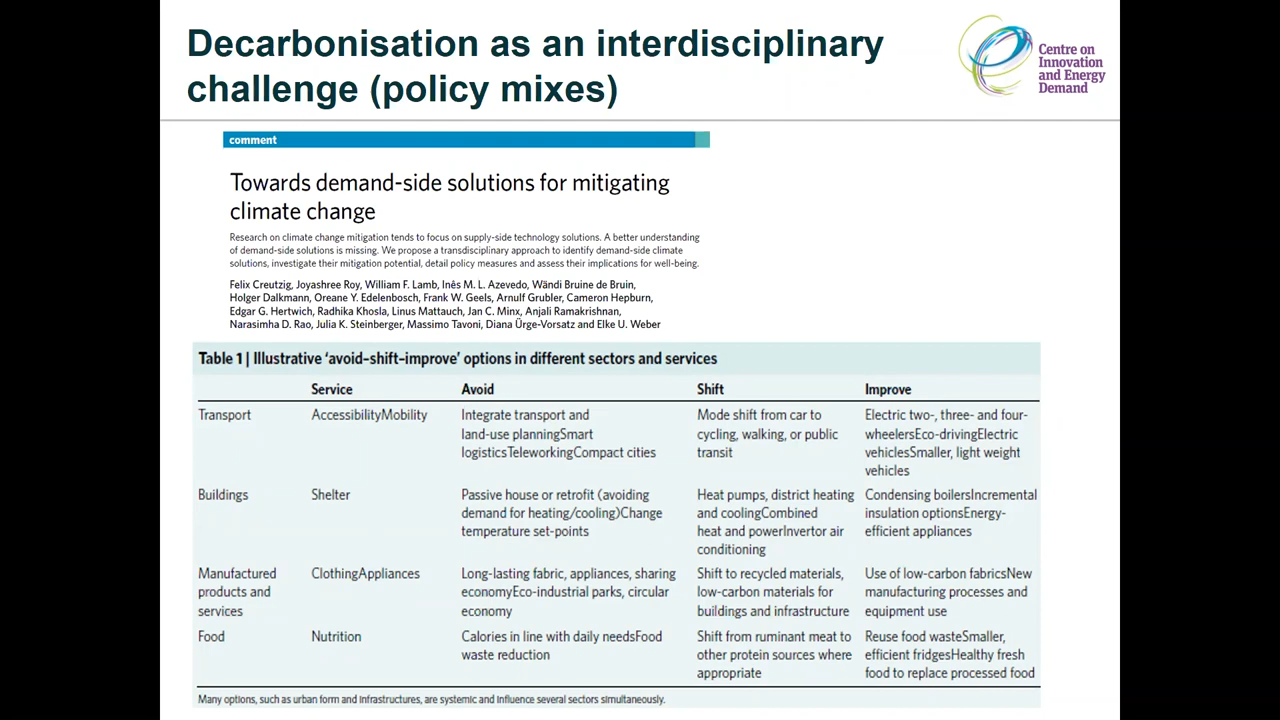 Decarbonisation as an interdisciplinary
challenge (policy mixes)
Centre on
Innovation
and Energy
Demand
comment
Towards demand-side solutions for mitigating
climate change
Research on climate change mitigation tends to focus on supply-side technology solutions. A better understanding
of demand-side solutions is missing. We propose a transdisciplinary approach to identify demand-side climate
solutions, investigate their mitigation potential, detail policy measures and assess their implications for well-being.
Felix Creutzig, Joyashree Roy, William F. Lamb, Inês M. L. Azevedo, Wändi Bruine de Bruin,
Holger Dalkmann, Oreane Y. Edelenbosch, Frank W. Geels, Arnulf Grubler, Cameron Hepburn,
Edgar G. Hertwich, Radhika Khosla, Linus Mattauch, Jan C. Minx, Anjali Ramakrishnan,
Narasimha D. Rao, Julia K. Steinberger, Massimo Tavoni, Diana Ürge-Vorsatz and Elke U. Weber
Table 1 | Illustrative 'avoid–shift–improve' options in different sectors and services
Service Avoid Shift Improve
Transport AccessibilityMobility Integrate transport and Mode shift from car to Electric two-, three- and four-
land-use planningSmart cycling, walking, or public wheelersEco-drivingElectric
logisticsTeleworkingCompact cities transit vehiclesSmaller, light weight
vehicles
Buildings Shelter Passive house or retrofit (avoiding Heat pumps, district heating Condensing boilersIncremental
demand for heating/cooling)Change and coolingCombined insulation optionsEnergy-
temperature set-points heat and powerInvertor air efficient appliances
conditioning
Manufactured ClothingAppliances Long-lasting fabric, appliances, sharing Shift to recycled materials, Use of low-carbon fabricsNew
products and economyEco-industrial parks, circular low-carbon materials for manufacturing processes and
services economy buildings and infrastructure equipment use
Food Nutrition Calories in line with daily needsFood Shift from ruminant meat to Reuse food wasteSmaller,
waste reduction other protein sources where efficient fridgesHealthy fresh
appropriate food to replace processed food
Many options, such as urban form and infrastructures, are systemic and influence several sectors simultaneously.